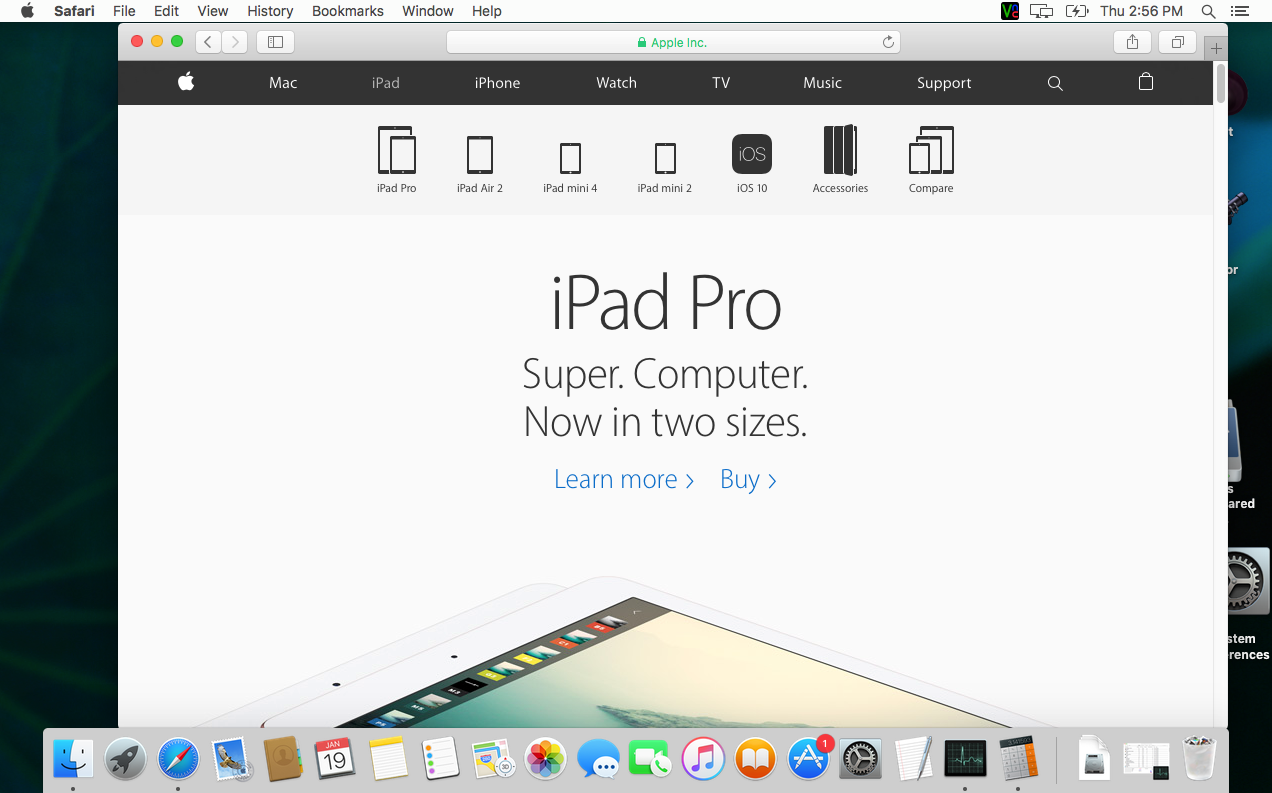 Safari File Edit View History Bookmarks Window Help Thu 2:56 PM
Apple Inc.
Mac iPad iPhone Watch TV Music Support
iOS
iPad Pro iPad Air 2 iPad mini 4 iPad mini 2 iOS 10 Accessories Compare
iPad Pro
Super. Computer.
Now in two sizes.
Learn more › Buy ›
ared
stem
rences
JAN
19
3D
1